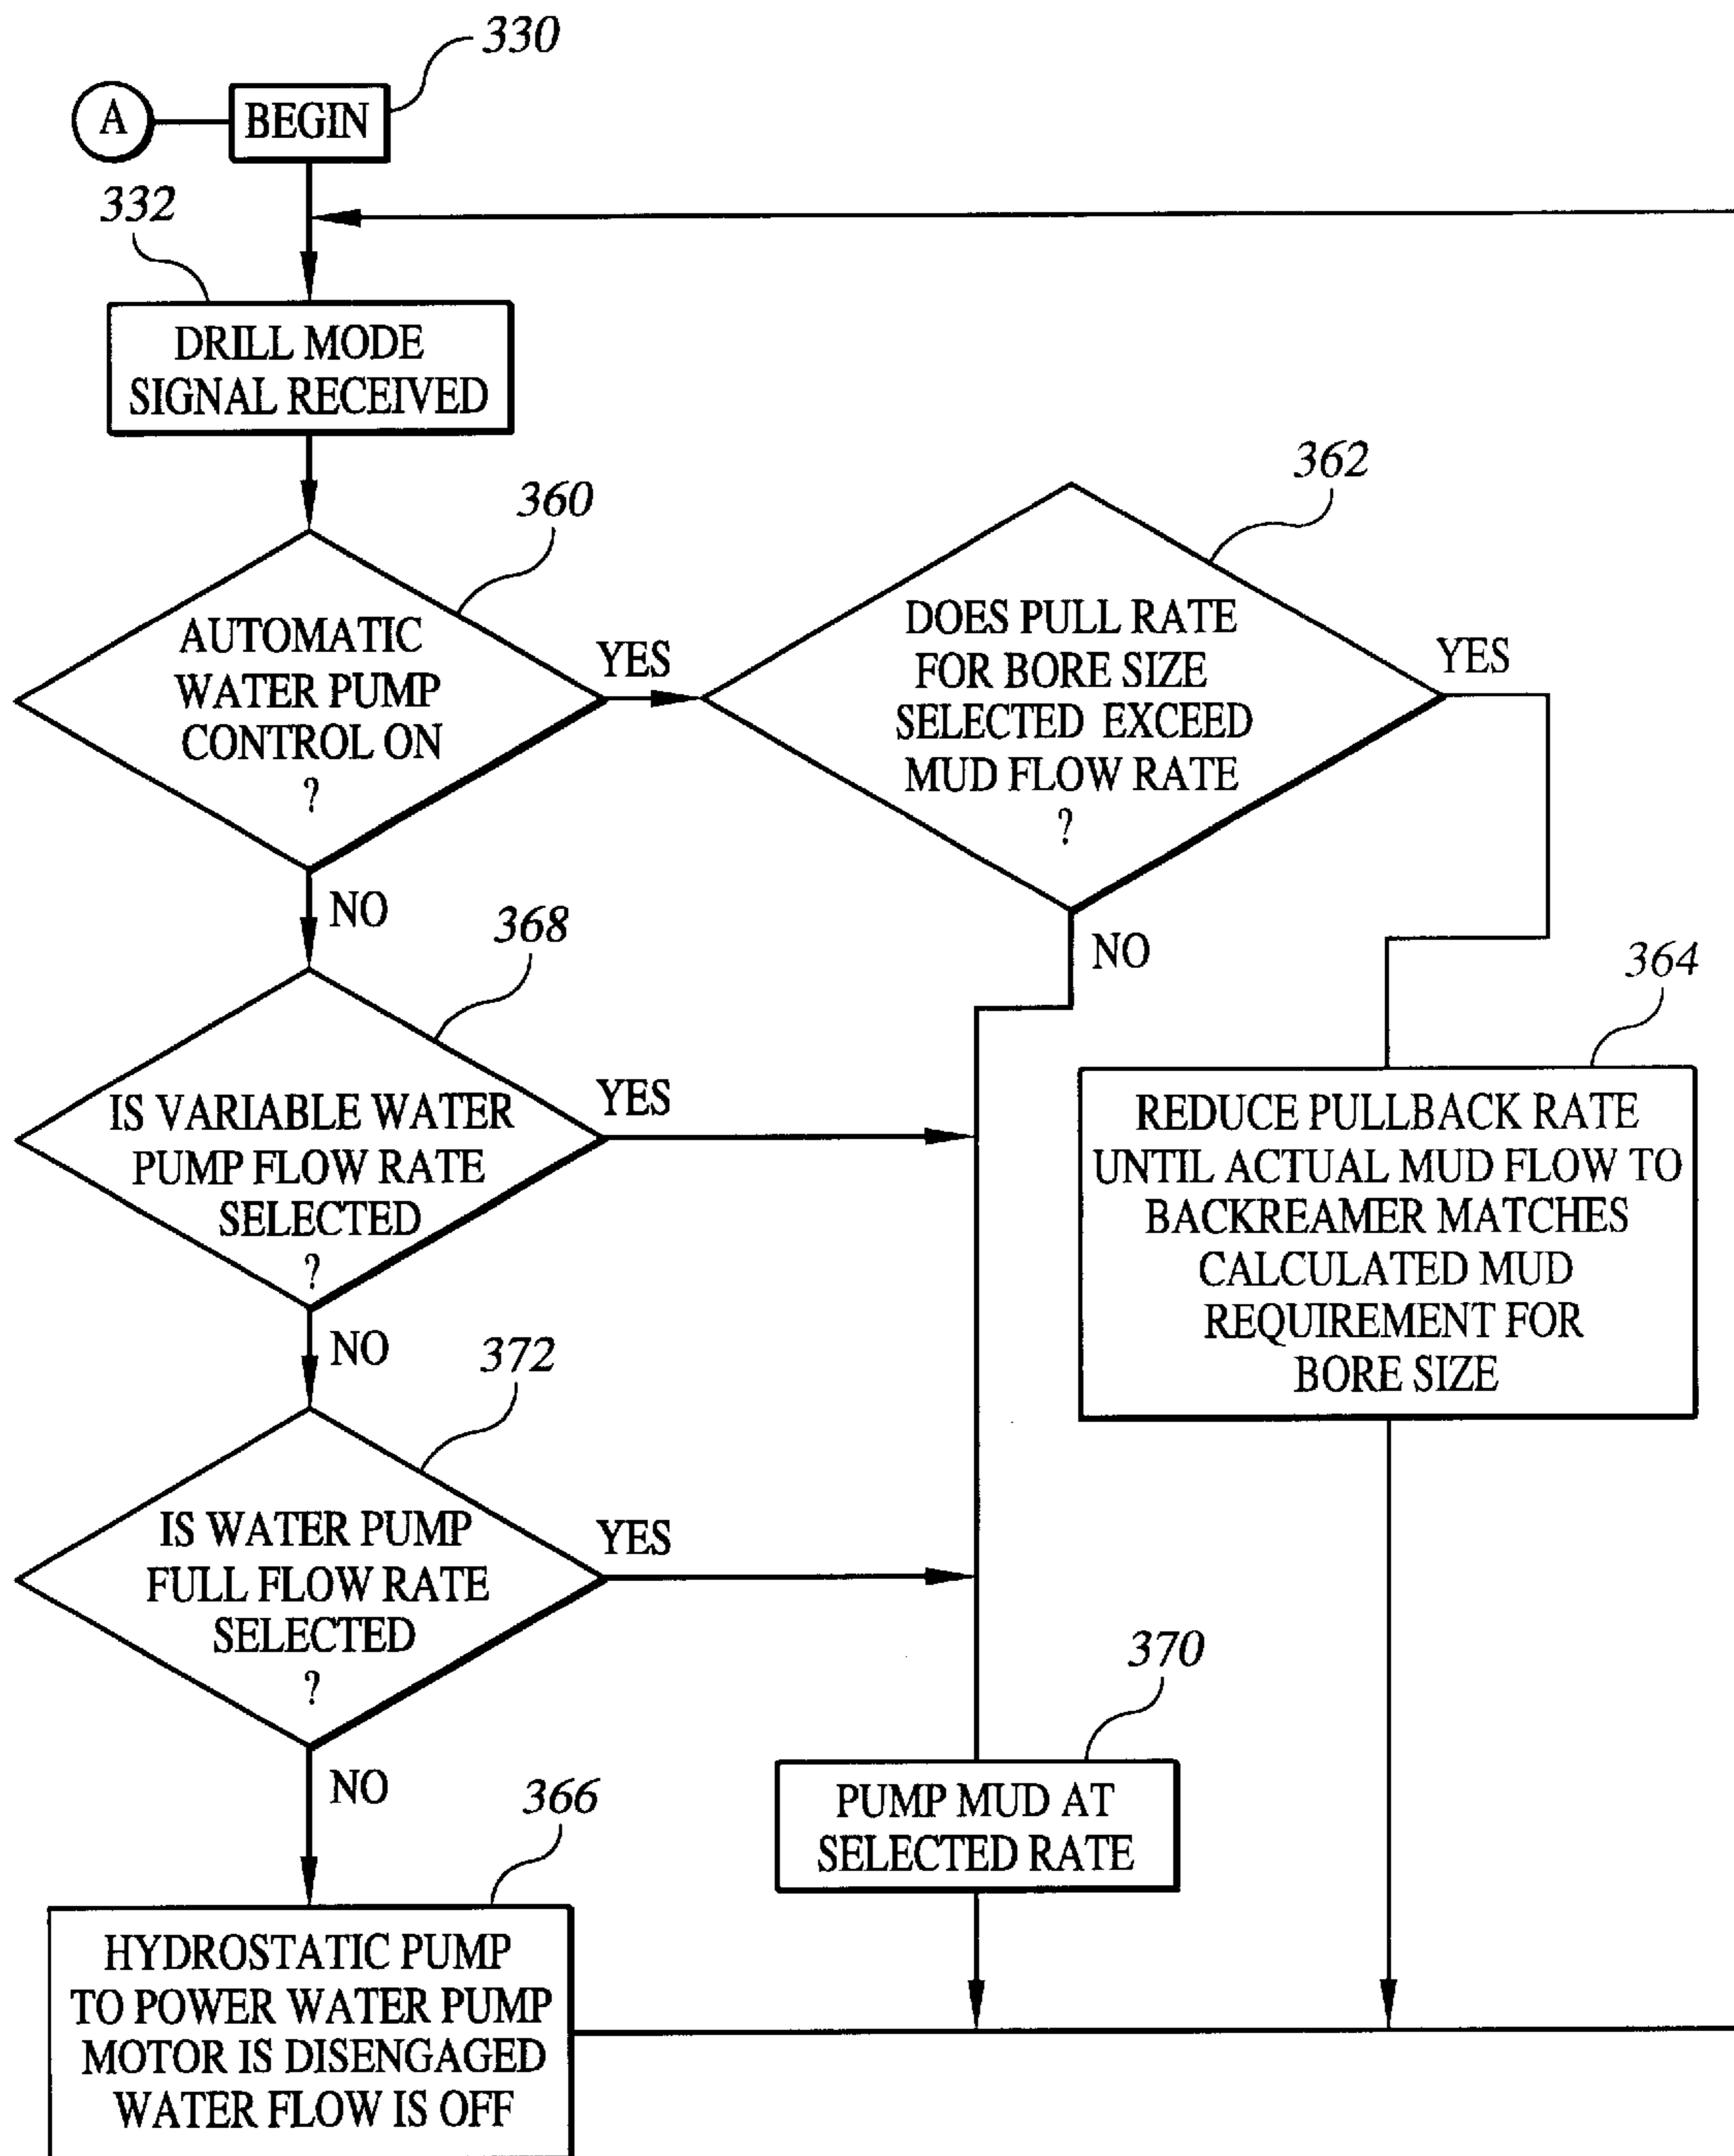 330
A
BEGIN
332
DRILL MODE
SIGNAL RECEIVED
360
AUTOMATIC
WATER PUMP
CONTROL ON
?
YES
NO
362
DOES PULL RATE
FOR BORE SIZE
SELECTED EXCEED
MUD FLOW RATE
?
YES
NO
364
REDUCE PULLBACK RATE
UNTIL ACTUAL MUD FLOW TO
BACKREAMER MATCHES
CALCULATED MUD
REQUIREMENT FOR
BORE SIZE
368
IS VARIABLE WATER
PUMP FLOW RATE
SELECTED
?
YES
NO
372
IS WATER PUMP
FULL FLOW RATE
SELECTED
?
YES
NO
370
PUMP MUD AT
SELECTED RATE
366
HYDROSTATIC PUMP
TO POWER WATER PUMP
MOTOR IS DISENGAGED
WATER FLOW IS OFF